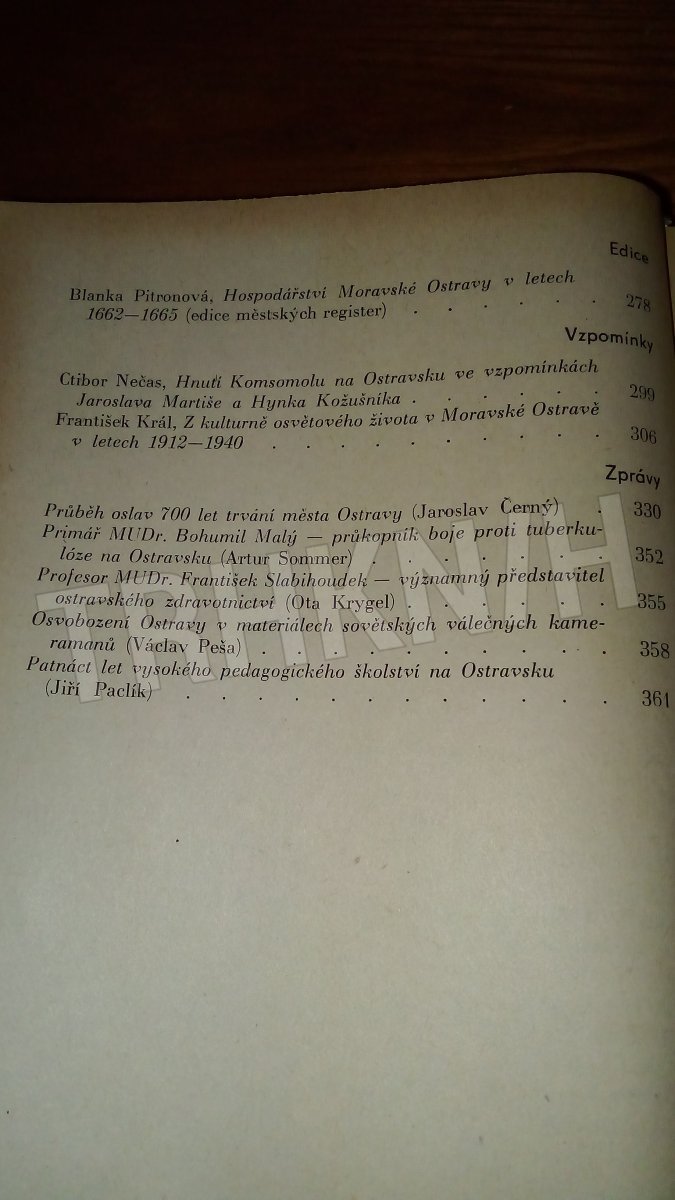 Edice
Blanka Pitronová, Hospodářství Moravské Ostravy v letech
1662—1665 (edice městských register) . . . . . . 278
Vzpomínky
Ctibor Nečas, Hnutí Komsomolu na Ostravsku ve vzpomínkách
Jaroslava Martiše a Hynka Kožušníka . . . . . . 299
František Král, Z kulturně osvětového života v Moravské Ostravě
v letech 1912—1940 . . . . . . . . . . 306
Zprávy
Průběh oslav 700 let trvání města Ostravy (Jaroslav Černý) . . 330
Primář MUDr. Bohumil Malý — průkopník boje proti tuberku-
lóze na Ostravsku (Artur Sommer) . . . . . . . 352
Profesor MUDr. František Slabihoudek — významný představitel
ostravského zdravotnictví (Ota Krygel) . . . . . . 355
Osvobození Ostravy v materiálech sovětských válečných kame-
ramanů (Václav Peša) . . . . . . . . . . 358
Patnáct let vysokého pedagogického školství na Ostravsku
(Jiří Paclík) . . . . . . . . . . . . 361